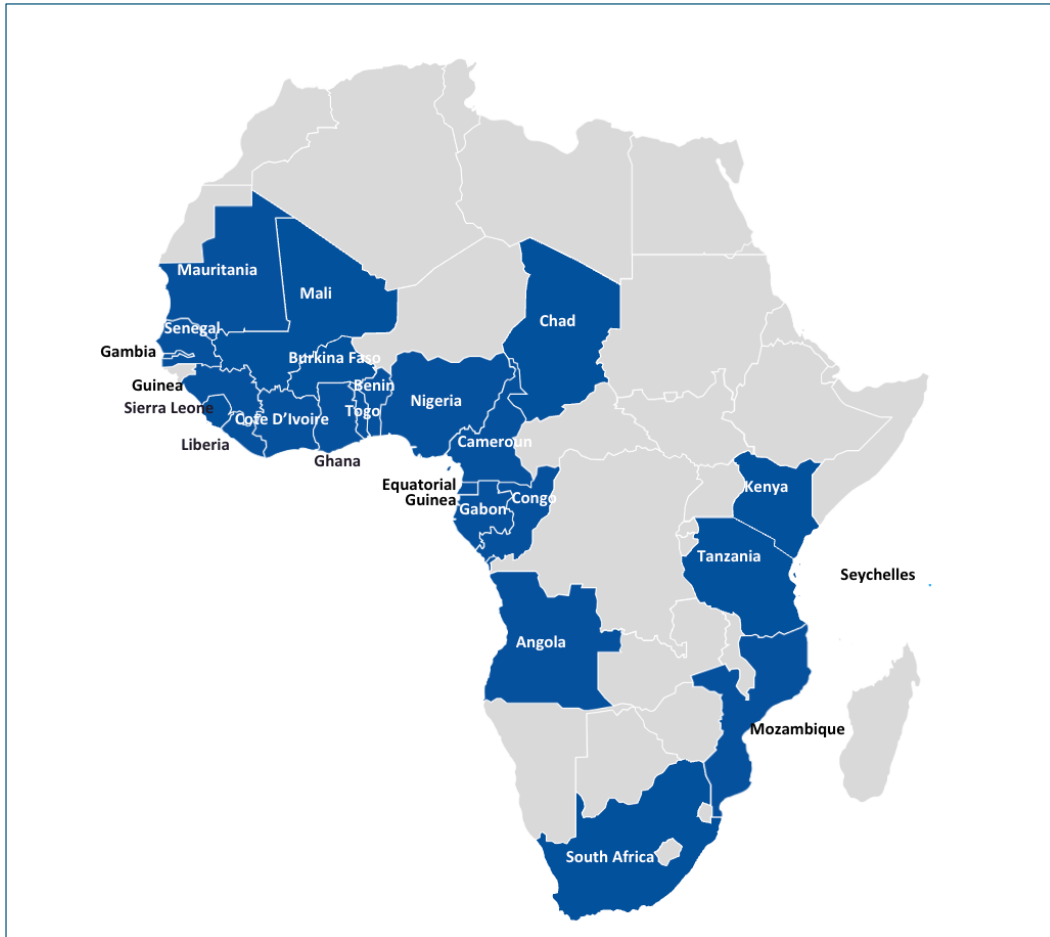 Mauritania
Mali
Chad
Senegal
Gambia
Burkina Faso
Guinea
Benin
Nigeria
Sierra Leone
Togo
Cote D’Ivoire
Liberia
Cameroun
Ghana
Equatorial
Guinea
Congo
Kenya
Gabon
Tanzania
Seychelles
Angola
Mozambique
South Africa